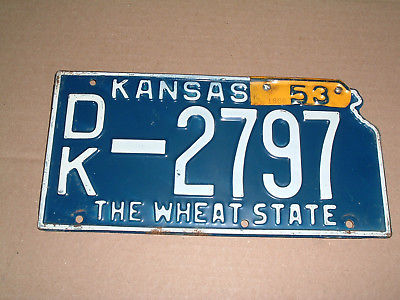 KANSAS 53
DK-2797
THE WHEAT STATE